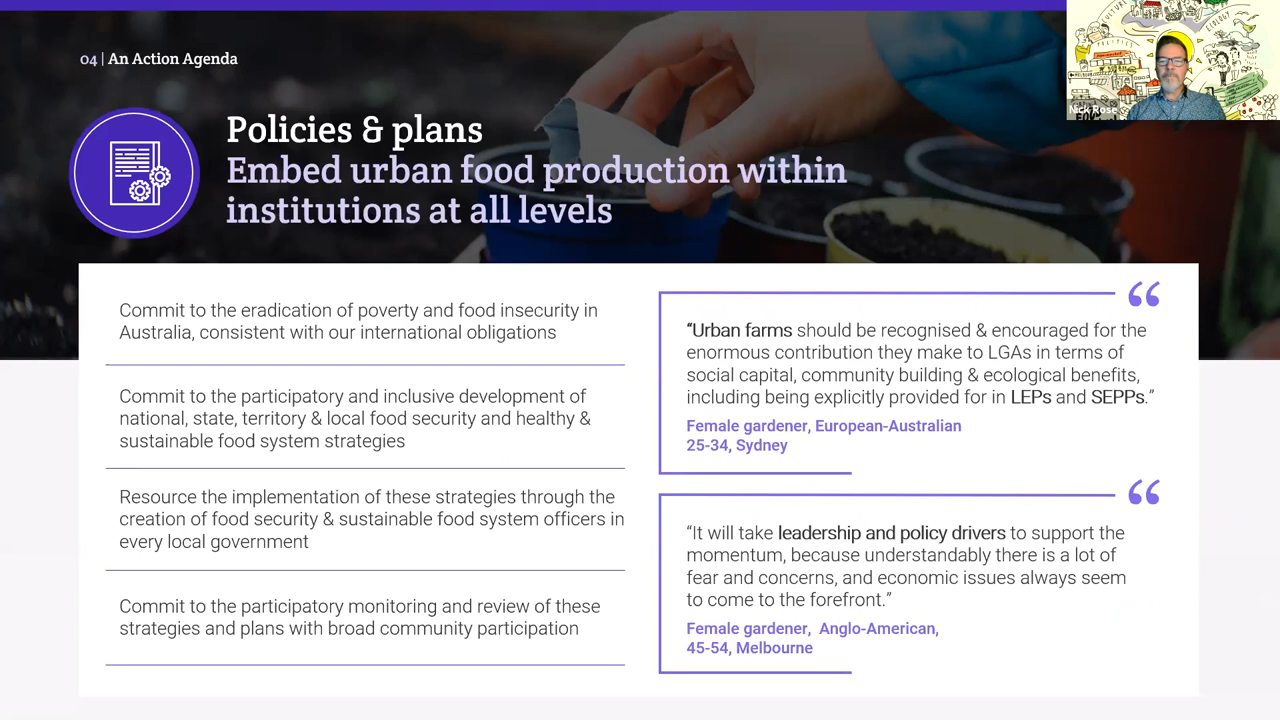 04 | An Action Agenda
Policies & plans
Embed urban food production within
institutions at all levels
CULTURE
ECOLOGY
POLITICS
Nick Rose
Commit to the eradication of poverty and food insecurity in
Australia, consistent with our international obligations
Commit to the participatory and inclusive development of
national, state, territory & local food security and healthy &
sustainable food system strategies
Resource the implementation of these strategies through the
creation of food security & sustainable food system officers in
every local government
Commit to the participatory monitoring and review of these
strategies and plans with broad community participation
“Urban farms should be recognised & encouraged for the
enormous contribution they make to LGAs in terms of
social capital, community building & ecological benefits,
including being explicitly provided for in LEPs and SEPPs.”
Female gardener, European-Australian
25-34, Sydney
“It will take leadership and policy drivers to support the
momentum, because understandably there is a lot of
fear and concerns, and economic issues always seem
to come to the forefront.”
Female gardener,  Anglo-American,
45-54, Melbourne